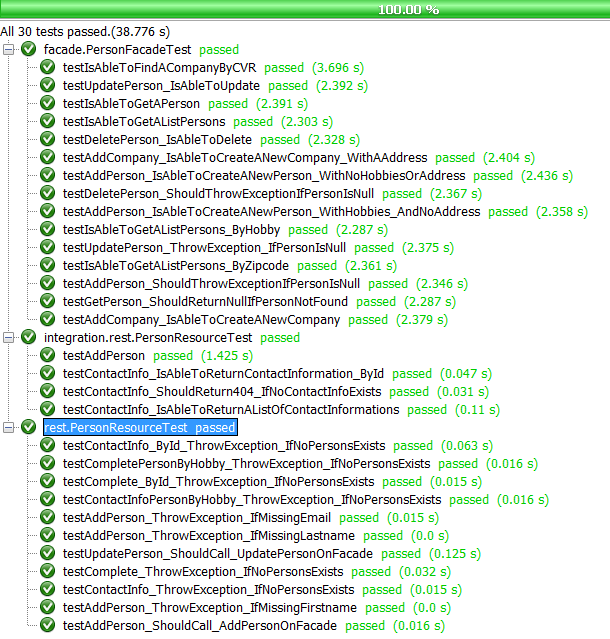 100.00 %
All 30 tests passed.(38.776 s)
facade.PersonFacadeTest passed
testIsAbleToFindACompanyByCVR passed (3.696 s)
testUpdatePerson_IsAbleToUpdate passed (2.392 s)
testIsAbleToGetAPerson passed (2.391 s)
testIsAbleToGetAListPersons passed (2.303 s)
testDeletePerson_IsAbleToDelete passed (2.328 s)
testAddCompany_IsAbleToCreateANewCompany_WithAAddress passed (2.404 s)
testAddPerson_IsAbleToCreateANewPerson_WithNoHobbiesOrAddress passed (2.436 s)
testDeletePerson_ShouldThrowExceptionIfPersonIsNull passed (2.367 s)
testAddPerson_IsAbleToCreateANewPerson_WithHobbies_AndNoAddress passed (2.358 s)
testIsAbleToGetAListPersons_ByHobby passed (2.287 s)
testUpdatePerson_ThrowException_IfPersonIsNull passed (2.375 s)
testIsAbleToGetAListPersons_ByZipcode passed (2.361 s)
testAddPerson_ShouldThrowExceptionIfPersonIsNull passed (2.346 s)
testGetPerson_ShouldReturnNullIfPersonNotFound passed (2.287 s)
testAddCompany_IsAbleToCreateANewCompany passed (2.379 s)
integration.rest.PersonResourceTest passed
testAddPerson passed (1.425 s)
testContactInfo_IsAbleToReturnContactInformation_ById passed (0.047 s)
testContactInfo_ShouldReturn404_IfNoContactInfoExists passed (0.031 s)
testContactInfo_IsAbleToReturnAListOfContactInformations passed (0.11 s)
rest.PersonResourceTest passed
testContactInfo_ById_ThrowException_IfNoPersonsExists passed (0.063 s)
testCompletePersonByHobby_ThrowException_IfNoPersonsExists passed (0.016 s)
testComplete_ById_ThrowException_IfNoPersonsExists passed (0.015 s)
testContactInfoPersonByHobby_ThrowException_IfNoPersonsExists passed (0.016 s)
testAddPerson_ThrowException_IfMissingEmail passed (0.015 s)
testAddPerson_ThrowException_IfMissingLastname passed (0.0 s)
testUpdatePerson_ShouldCall_UpdatePersonOnFacade passed (0.125 s)
testComplete_ThrowException_IfNoPersonsExists passed (0.032 s)
testContactInfo_ThrowException_IfNoPersonsExists passed (0.015 s)
testAddPerson_ThrowException_IfMissingFirstname passed (0.0 s)
testAddPerson_ShouldCall_AddPersonOnFacade passed (0.016 s)